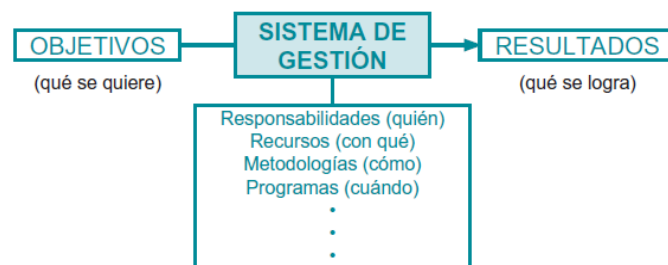 OBJETIVOS
(qué se quiere)
SISTEMA DE
GESTIÓN
RESULTADOS
(qué se logra)
Responsabilidades (quién)
Recursos (con qué)
Metodologías (cómo)
Programas (cuándo)
•
•
•